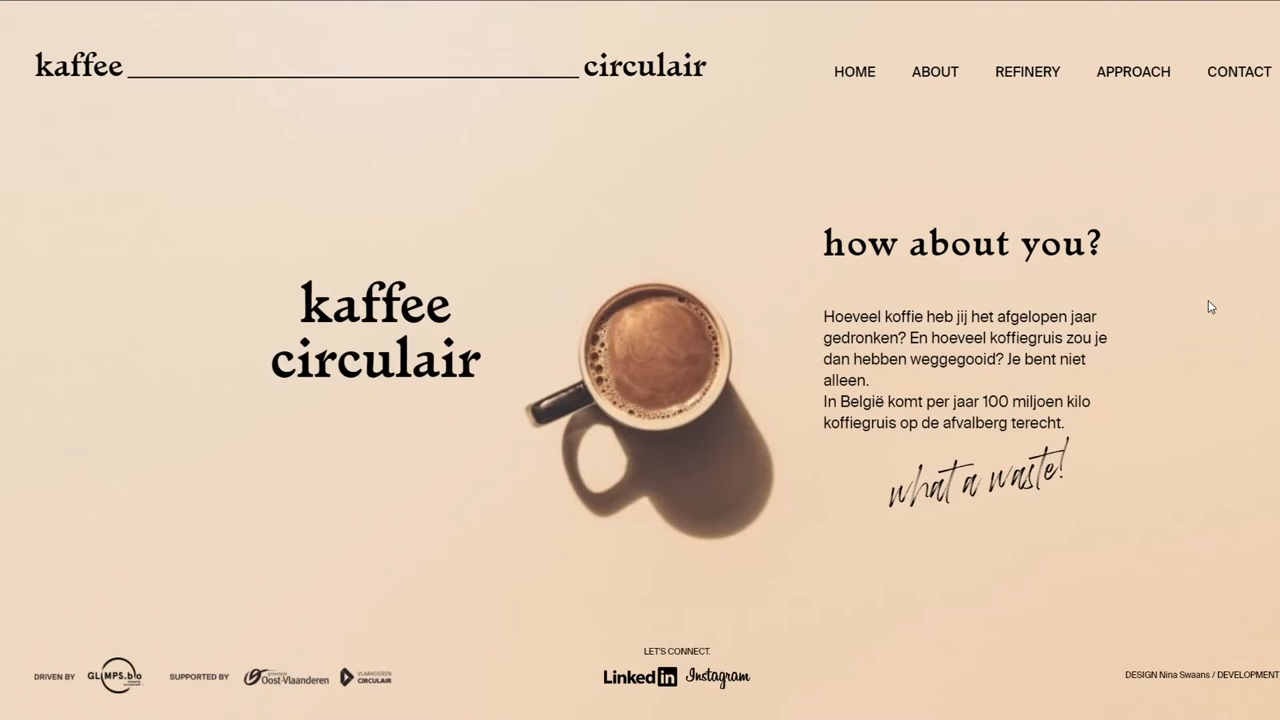 kaffee circulair
HOME ABOUT REFINERY APPROACH CONTACT
kaffee
circulair
how about you?
Hoeveel koffie heb jij het afgelopen jaar
gedronken? En hoeveel koffiegruis zou je
dan hebben weggegooid? Je bent niet
alleen.
In België komt per jaar 100 miljoen kilo
koffiegruis op de afvalberg terecht.
what a waste!
DRIVEN BY GLIMPS.bio SUPPORTED BY provincie Oost-Vlaanderen VLAANDEREN CIRCULAIR
LET'S CONNECT.
Linked in Instagram
DESIGN Nina Swaans / DEVELOPMENT